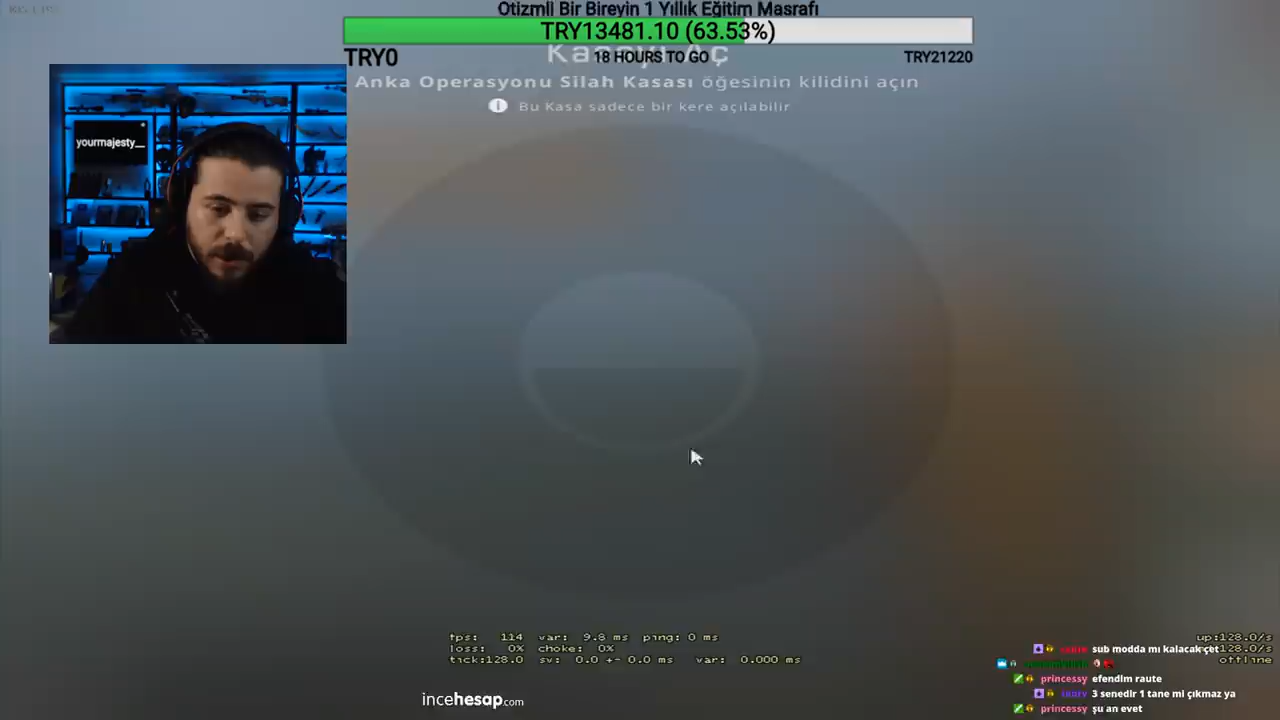 Otizmli Bir Bireyin 1 Yıllık Eğitim Masrafı
TRY13481.10 (63.53%)
TRY0
18 HOURS TO GO
TRY21220
Kasayı Aç
Anka Operasyonu Silah Kasası öğesinin kilidini açın
Bu Kasa sadece bir kere açılabilir
yourmajesty__
fps: 114 var: 9.8 ms ping: 0 ms
loss: 0% choke: 0%
tick:128.0 sv: 0.0 +- 0.0 ms var: 0.000 ms
up:128.0/s
128.0/s
offline
sub modda mı kalacak çet
princessy efendim raute
3 senedir 1 tane mi çıkmaz ya
princessy şu an evet
incehesap.com